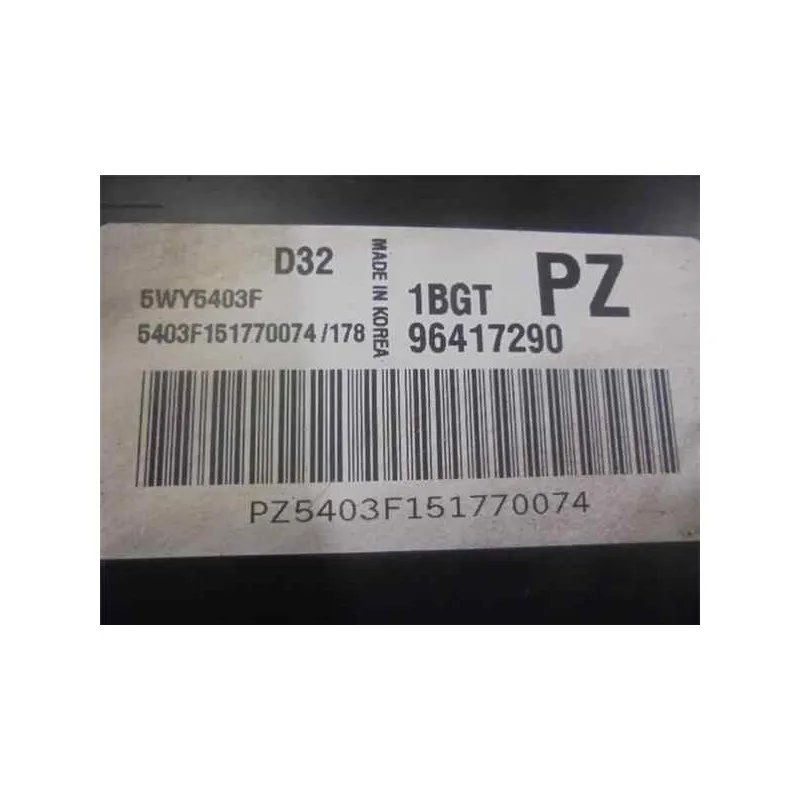 D32
5WY5403F
5403F151770074/178
MADE IN KOREA
1BGT
PZ
96417290
PZ5403F151770074